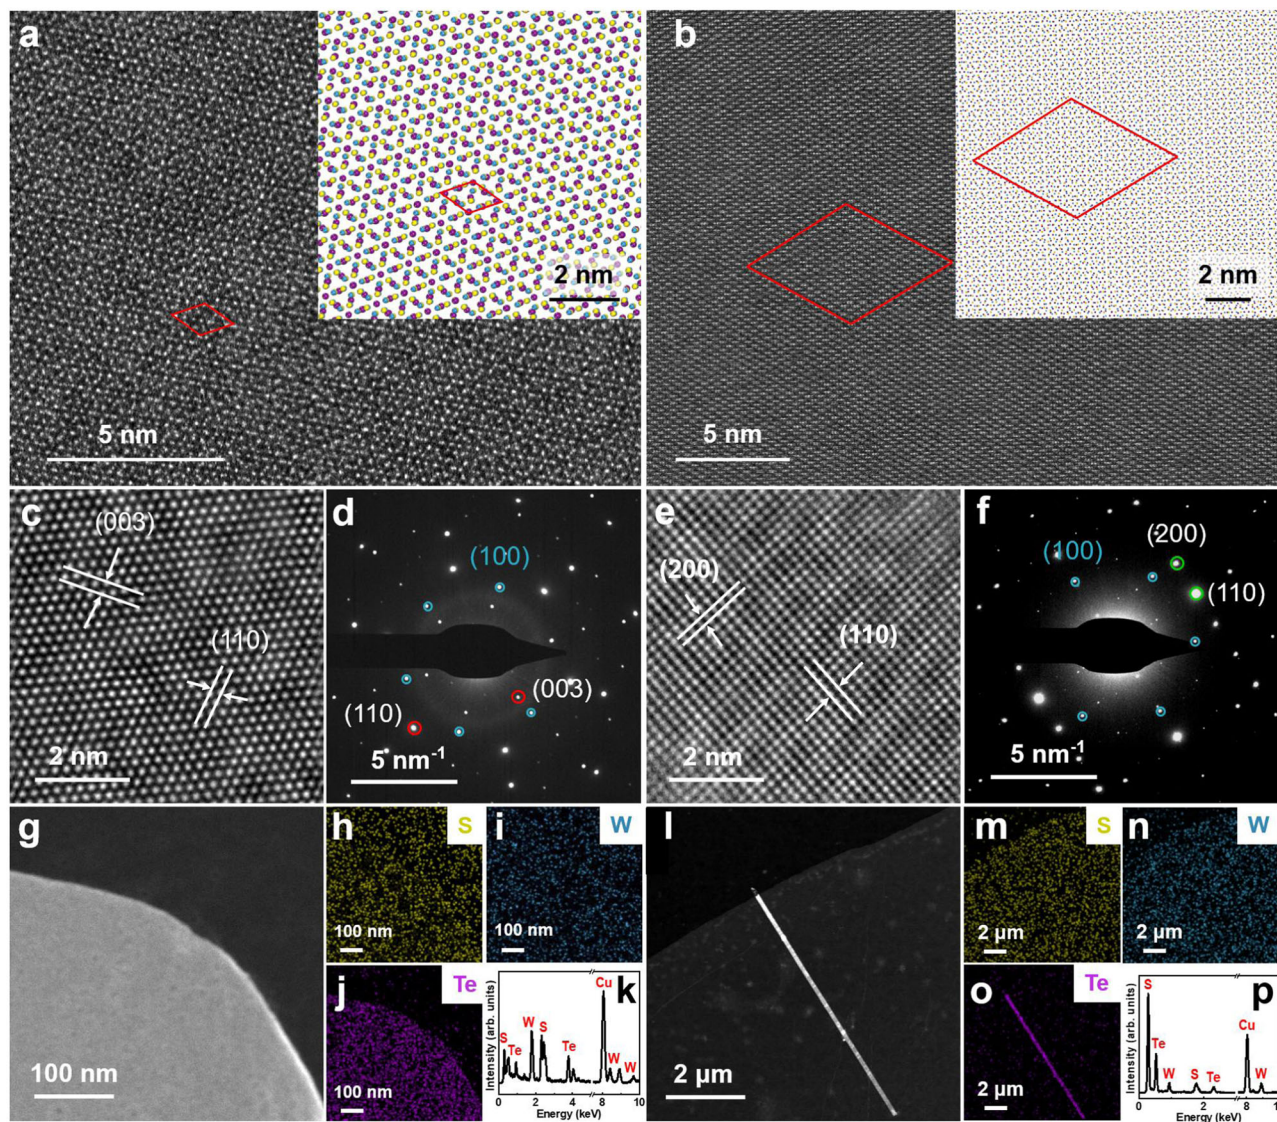 a
2 nm
5 nm
b
2 nm
5 nm
c
(003)
(110)
2 nm
d
(100)
(003)
(110)
5 nm⁻¹
e
(200)
(110)
2 nm
f
(100)
(200)
(110)
5 nm⁻¹
g
100 nm
h
S
100 nm
i
W
100 nm
j
Te
100 nm
k
Intensity (arb. units)
S
Te
W
S
Te
Cu
W
W
0 2 4 8 10
Energy (keV)
l
2 µm
m
S
2 µm
n
W
2 µm
o
Te
2 µm
p
Intensity (arb. units)
S
Te
W
S
Te
Cu
W
0 2 8
Energy (keV)